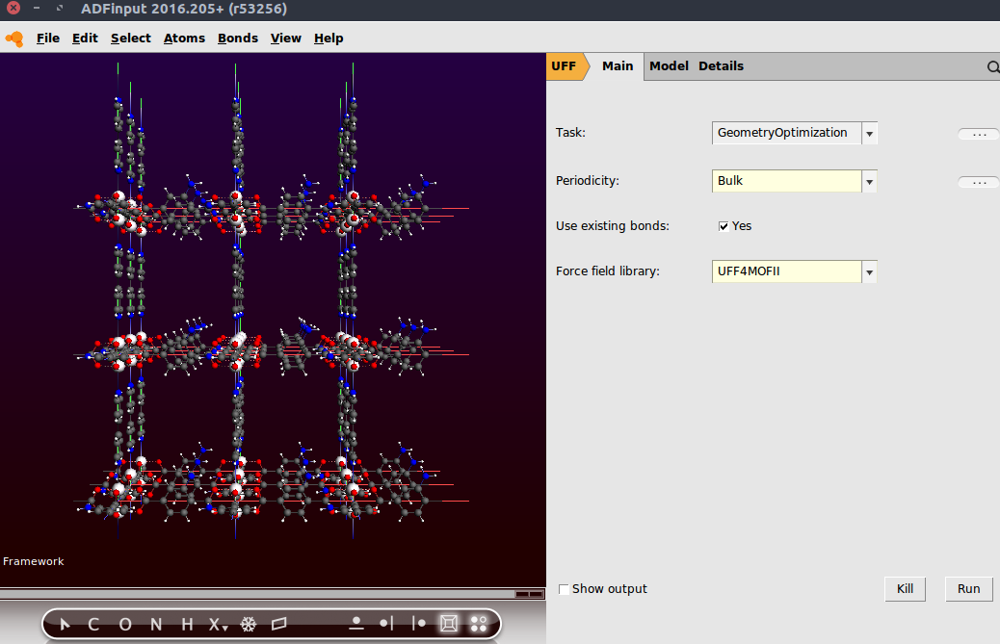 ADFinput 2016.205+ (r53256)
File Edit Select Atoms Bonds View Help
UFF Main Model Details
Task: GeometryOptimization ...
Periodicity: Bulk ...
Use existing bonds: Yes
Force field library: UFF4MOFII
Framework
Show output Kill Run
C O N H X